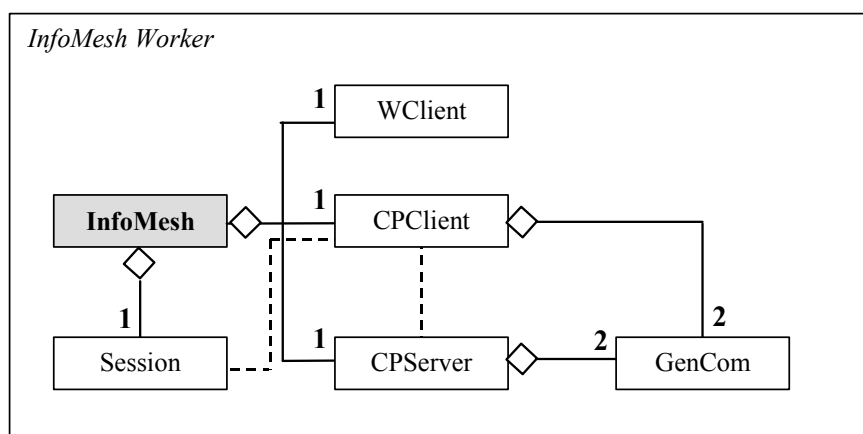 InfoMesh Worker
1
WClient
InfoMesh
1
CPClient
1
1
2
Session
CPServer
2
GenCom